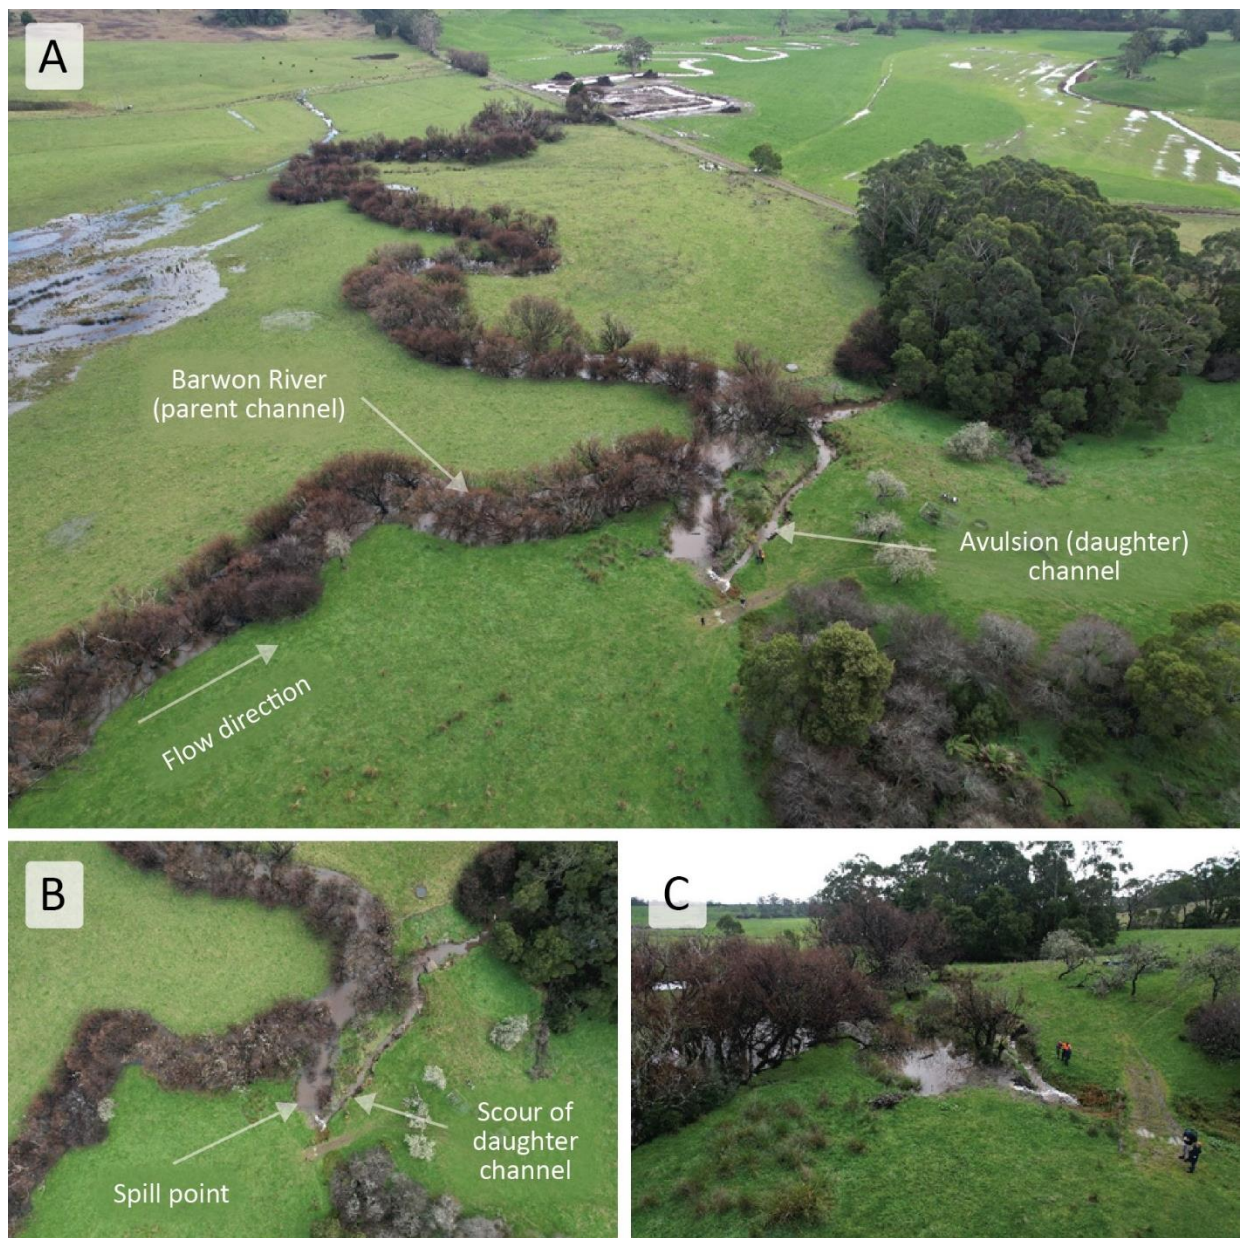 A
Barwon River
(parent channel)
Avulsion (daughter)
channel
Flow direction
B
Spill point
Scour of
daughter
channel
C